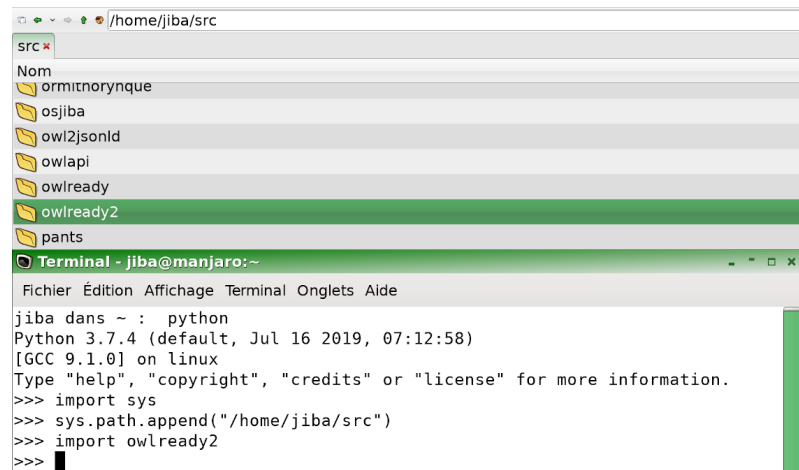 /home/jiba/src
src
Nom
ormithorynque
osjiba
owl2jsonld
owlapi
owlready
owlready2
pants
Terminal - jiba@manjaro:~
Fichier Édition Affichage Terminal Onglets Aide
jiba dans ~ :  python
Python 3.7.4 (default, Jul 16 2019, 07:12:58)
[GCC 9.1.0] on linux
Type "help", "copyright", "credits" or "license" for more information.
>>> import sys
>>> sys.path.append("/home/jiba/src")
>>> import owlready2
>>>